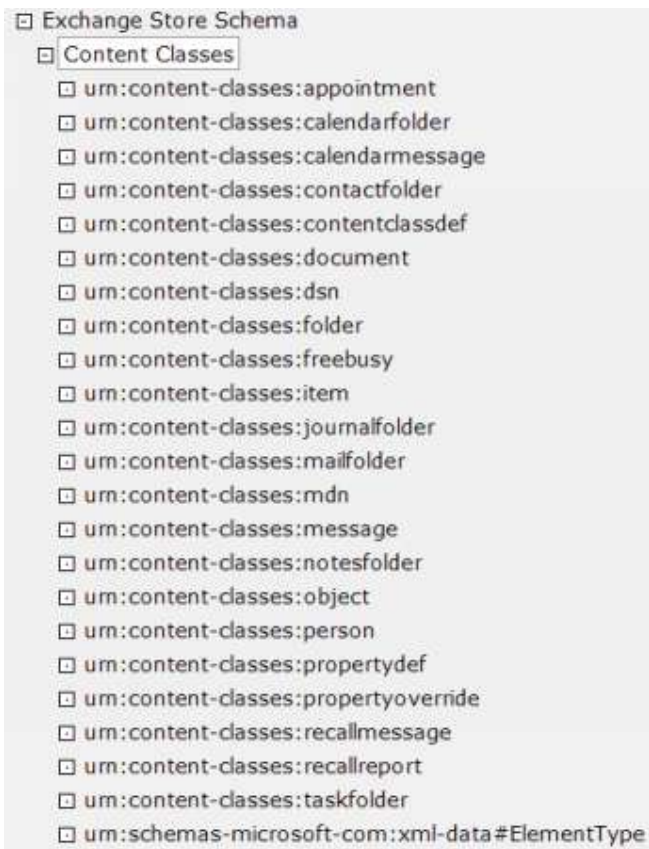 Exchange Store Schema
Content Classes
urn:content-classes:appointment
urn:content-classes:calendarfolder
urn:content-classes:calendarmessage
urn:content-classes:contactfolder
urn:content-classes:contentclassdef
urn:content-classes:document
urn:content-classes:dsn
urn:content-classes:folder
urn:content-classes:freebusy
urn:content-classes:item
urn:content-classes:journalfolder
urn:content-classes:mailfolder
urn:content-classes:mdn
urn:content-classes:message
urn:content-classes:notesfolder
urn:content-classes:object
urn:content-classes:person
urn:content-classes:propertydef
urn:content-classes:propertyoverride
urn:content-classes:recallmessage
urn:content-classes:recallreport
urn:content-classes:taskfolder
urn:schemas-microsoft-com:xml-data#ElementType